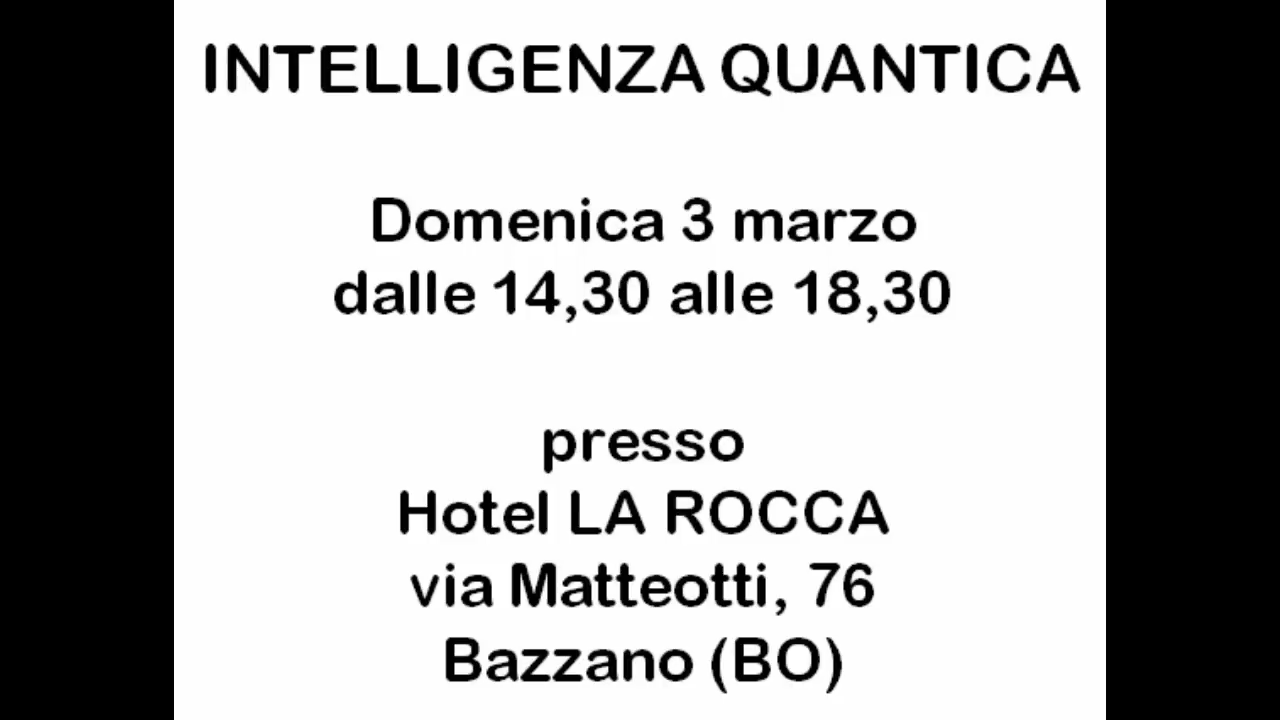 INTELLIGENZA QUANTICA
Domenica 3 marzo
dalle 14,30 alle 18,30
presso
Hotel LA ROCCA
via Matteotti, 76
Bazzano (BO)